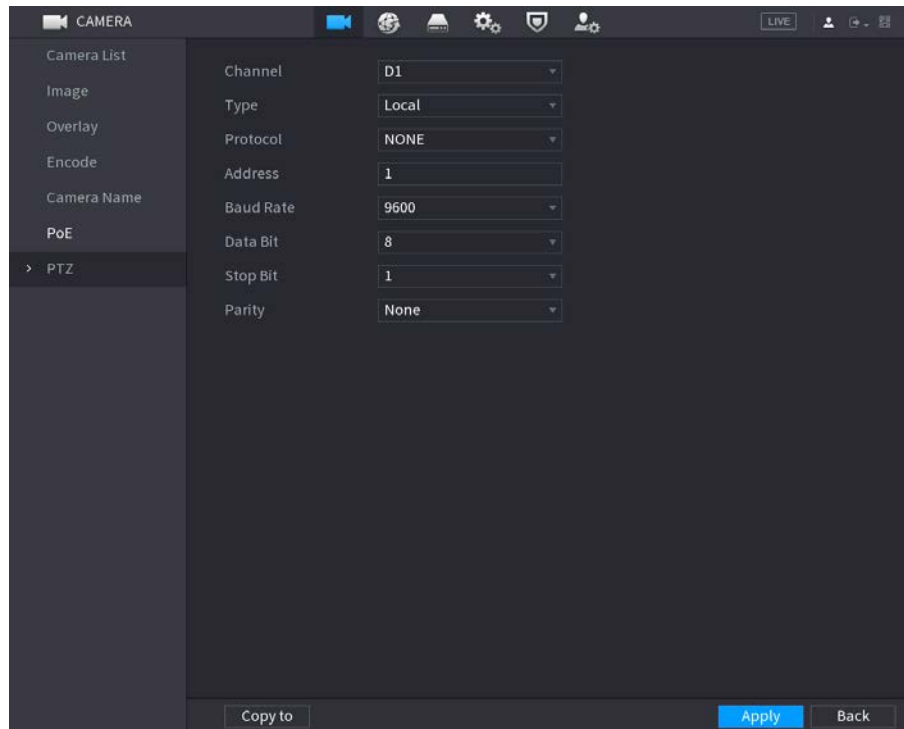 CAMERA
LIVE
Camera List
Image
Overlay
Encode
Camera Name
PoE
> PTZ
Channel D1
Type Local
Protocol NONE
Address 1
Baud Rate 9600
Data Bit 8
Stop Bit 1
Parity None
Copy to
Apply
Back